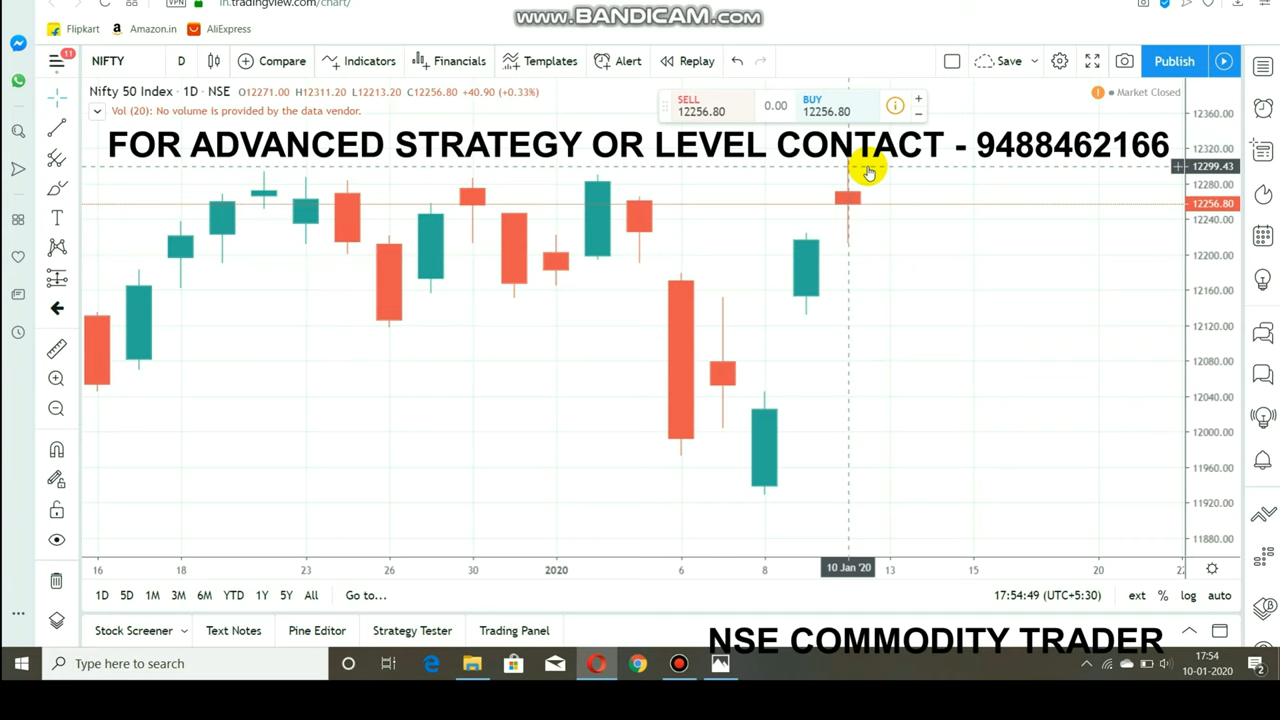 in.tradingview.com/chart/
VPN
www.BANDICAM.com
Flipkart
Amazon.in
AliExpress
11
NIFTY
D
Compare
Indicators
Financials
Templates
Alert
Replay
Save
Publish
Nifty 50 Index · 1D · NSE O12271.00 H12311.20 L12213.20 C12256.80 +40.90 (+0.33%)
Vol (20): No volume is provided by the data vendor.
SELL
12256.80
0.00
BUY
12256.80
Market Closed
FOR ADVANCED STRATEGY OR LEVEL CONTACT - 9488462166
12360.00
12320.00
12299.43
12280.00
12256.80
12240.00
12200.00
12160.00
12120.00
12080.00
12040.00
12000.00
11960.00
11920.00
11880.00
16
18
23
26
30
2020
6
8
10 Jan '20
13
15
20
1D 5D 1M 3M 6M YTD 1Y 5Y All Go to...
17:54:49 (UTC+5:30)
ext % log auto
Stock Screener
Text Notes
Pine Editor
Strategy Tester
Trading Panel
NSE COMMODITY TRADER
Type here to search
17:54
10-01-2020
2